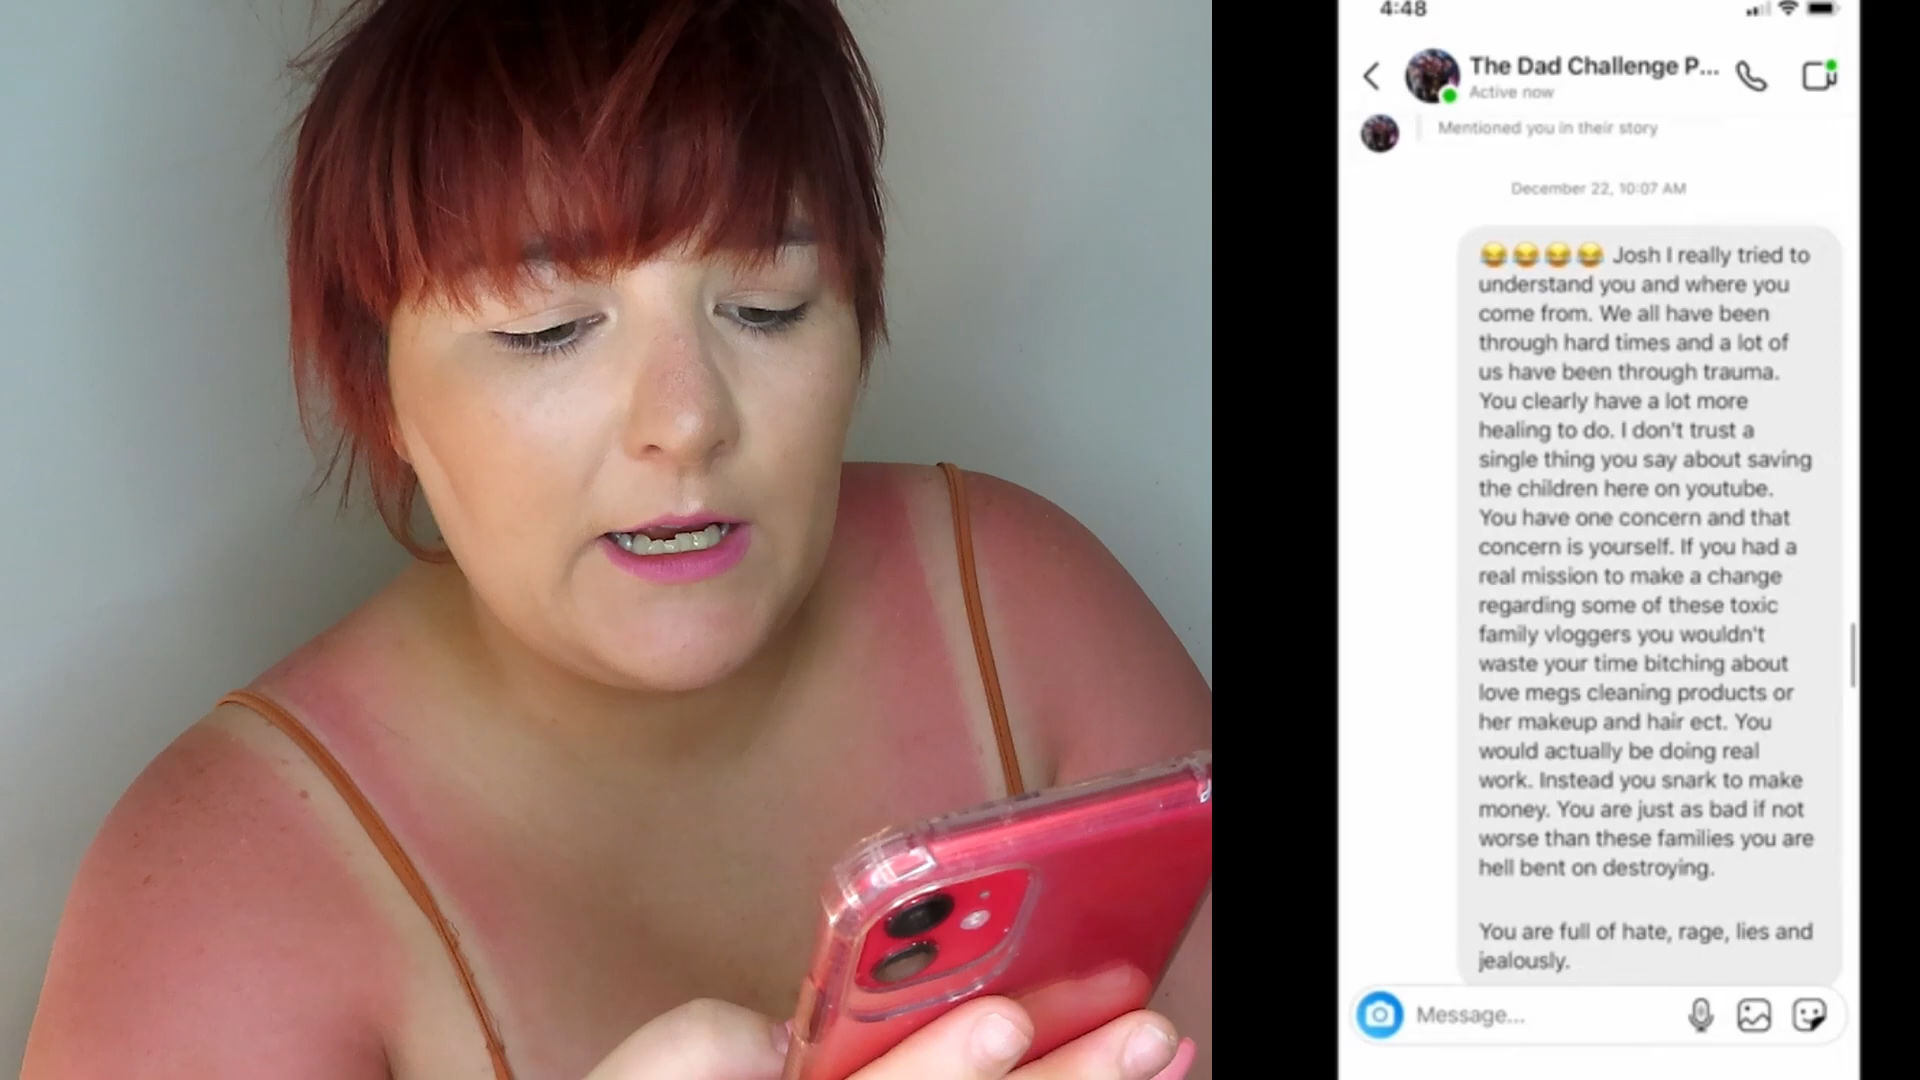 4:48
The Dad Challenge P...
Active now
Mentioned you in their story
December 22, 10:07 AM
😂😂😂😂 Josh I really tried to
understand you and where you
come from. We all have been
through hard times and a lot of
us have been through trauma.
You clearly have a lot more
healing to do. I don't trust a
single thing you say about saving
the children here on youtube.
You have one concern and that
concern is yourself. If you had a
real mission to make a change
regarding some of these toxic
family vloggers you wouldn't
waste your time bitching about
love megs cleaning products or
her makeup and hair ect. You
would actually be doing real
work. Instead you snark to make
money. You are just as bad if not
worse than these families you are
hell bent on destroying.
You are full of hate, rage, lies and
jealously.
Message...